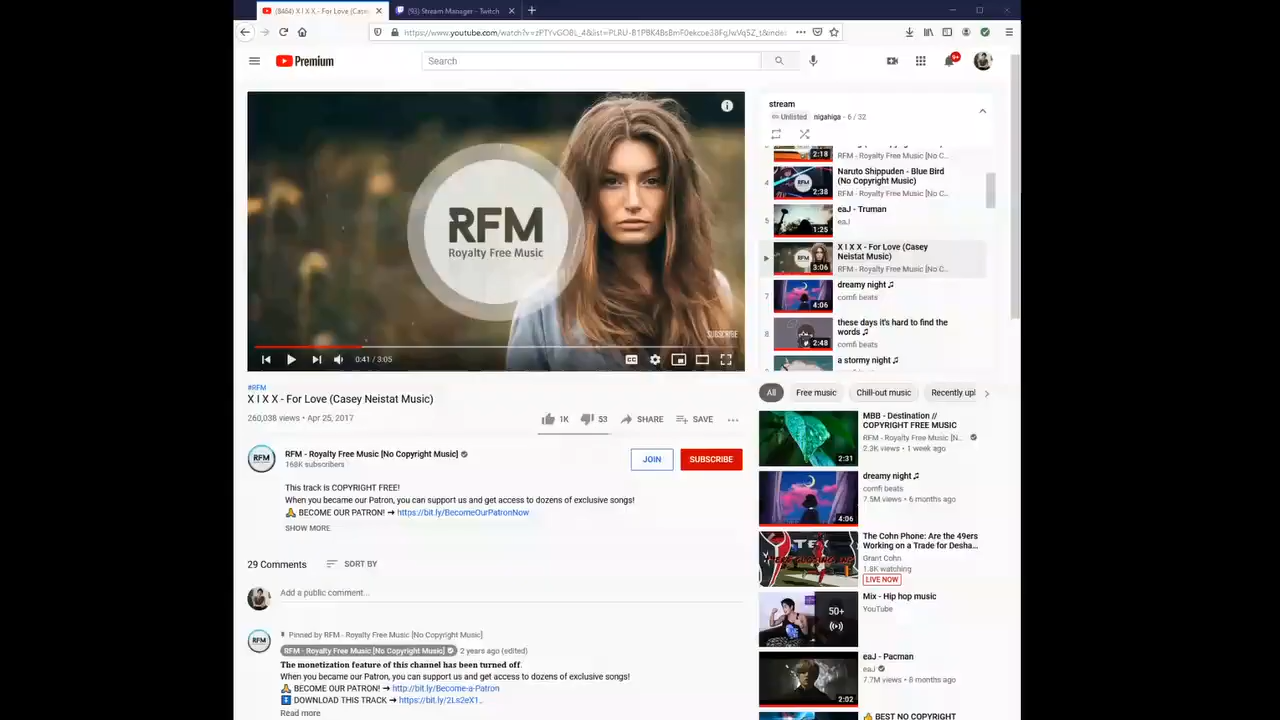 (8464) X I X X - For Love (Case
(93) Stream Manager - Twitch
Premium
Search
9+
RFM
Royalty Free Music
SUBSCRIBE
0:41 / 3:05
CC
#RFM
X I X X - For Love (Casey Neistat Music)
260,038 views • Apr 25, 2017
1K
53
SHARE
SAVE
RFM
RFM - Royalty Free Music [No Copyright Music]
168K subscribers
JOIN
SUBSCRIBE
This track is COPYRIGHT FREE!
When you became our Patron, you can support us and get access to dozens of exclusive songs!
🙏 BECOME OUR PATRON! ➞ https://bit.ly/BecomeOurPatronNow
SHOW MORE
29 Comments
SORT BY
Add a public comment...
RFM
Pinned by RFM - Royalty Free Music [No Copyright Music]
RFM - Royalty Free Music [No Copyright Music] 2 years ago (edited)
The monetization feature of this channel has been turned off.
When you became our Patron, you can support us and get access to dozens of exclusive songs!
🙏 BECOME OUR PATRON! ➞ http://bit.ly/Become-a-Patron
⬇ DOWNLOAD THIS TRACK ➞ https://bit.ly/2Ls2eX1...
Read more
stream
Unlisted nigahiga - 6 / 32
2:18
RFM - Royalty Free Music [No C...
4
RFM
2:38
Naruto Shippuden - Blue Bird
(No Copyright Music)
RFM - Royalty Free Music [No C...
5
1:25
eaJ - Truman
eaJ
RFM
3:06
X I X X - For Love (Casey
Neistat Music)
RFM - Royalty Free Music [No C...
7
4:06
dreamy night ♫
comfi beats
8
2:48
these days it's hard to find the
words ♫
comfi beats
a stormy night ♫
All
Free music
Chill-out music
Recently upl
2:31
MBB - Destination //
COPYRIGHT FREE MUSIC
RFM - Royalty Free Music [N...
2.3K views • 1 week ago
4:06
dreamy night ♫
comfi beats
7.5M views • 6 months ago
The Cohn Phone: Are the 49ers
Working on a Trade for Desha...
Grant Cohn
1.8K watching
LIVE NOW
50+
Mix - Hip hop music
YouTube
2:02
eaJ - Pacman
eaJ
7.7M views • 8 months ago
👍 BEST NO COPYRIGHT